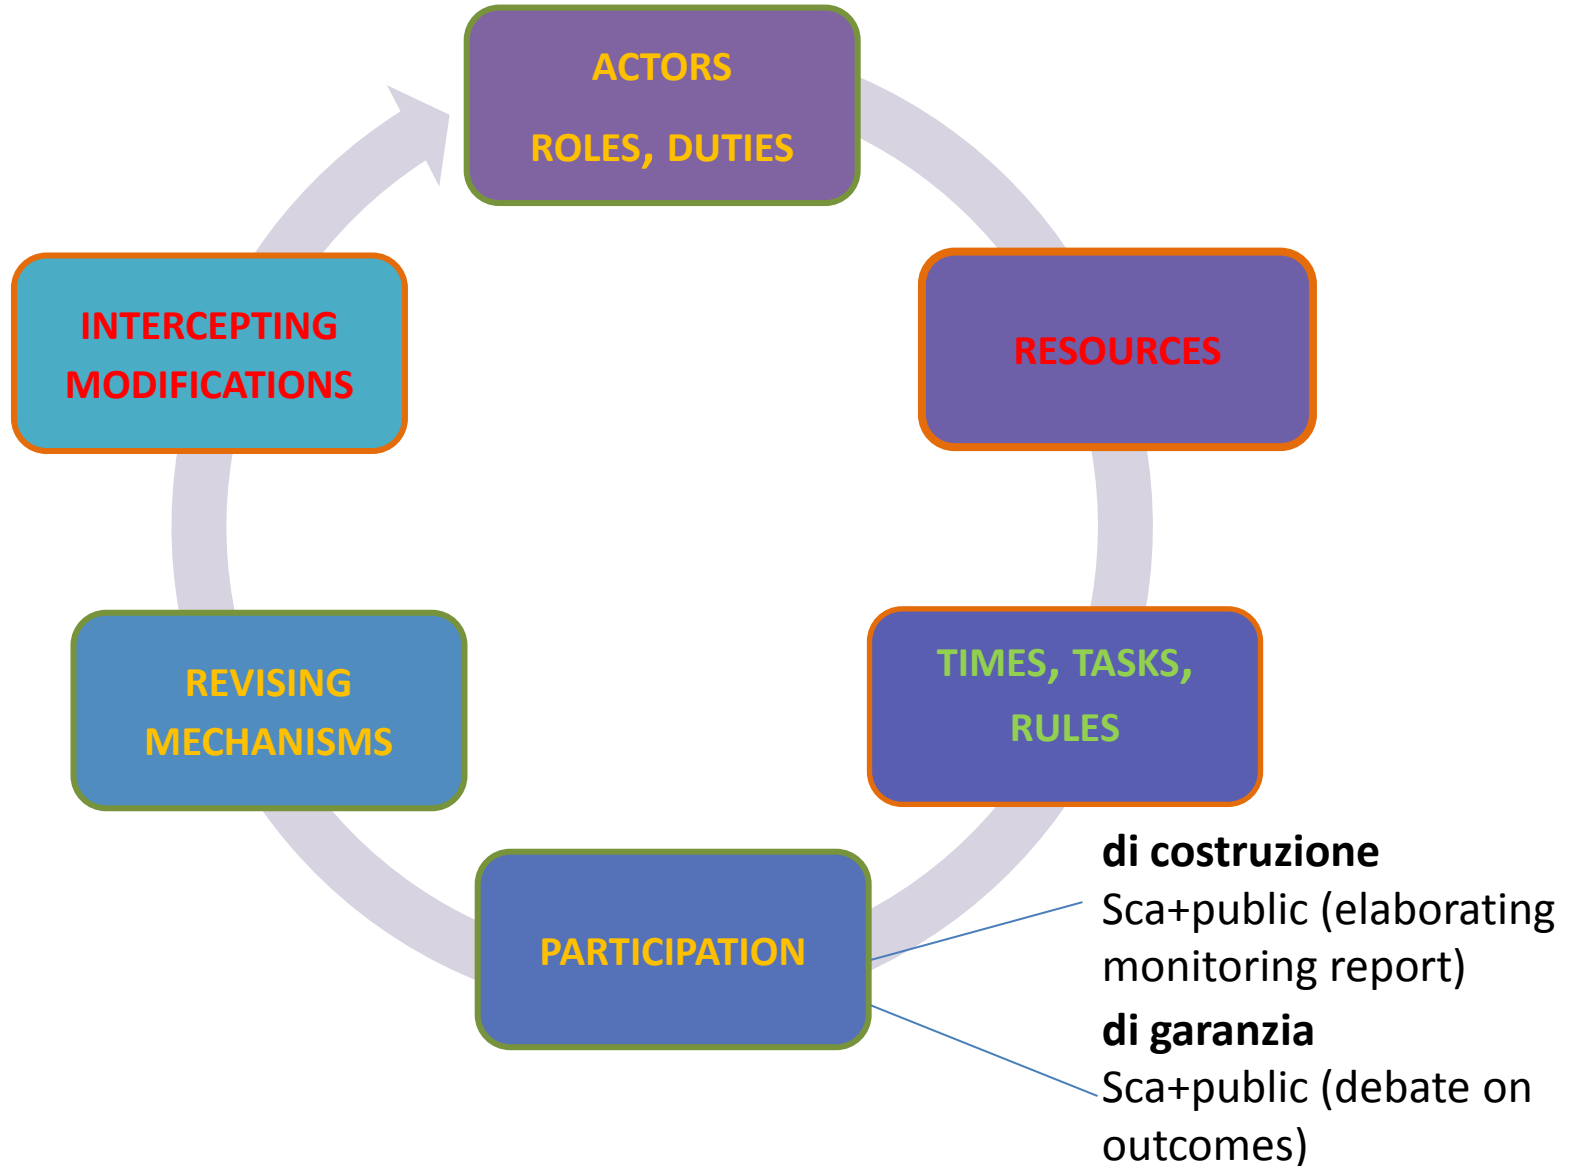 ACTORS
ROLES, DUTIES
RESOURCES
TIMES, TASKS,
RULES
PARTICIPATION
di costruzione
Sca+public (elaborating
monitoring report)
di garanzia
Sca+public (debate on
outcomes)
REVISING
MECHANISMS
INTERCEPTING
MODIFICATIONS